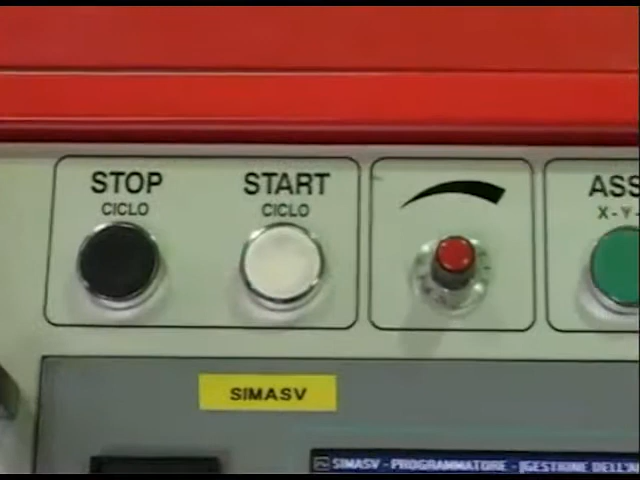 STOP
CICLO
START
CICLO
ASS
X-Y-
SIMASV
SIMASV - PROGRAMMATORE - [GESTIONE DELL'A